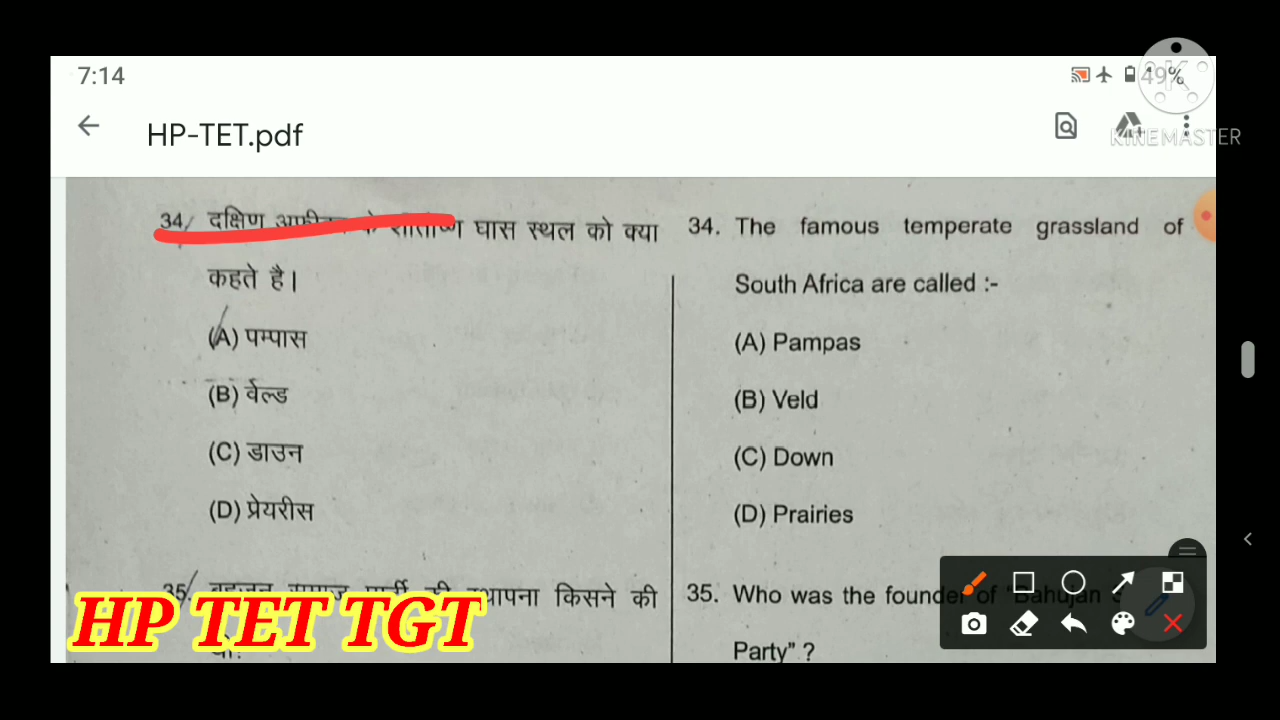 7:14
49%
HP-TET.pdf
KINEMASTER
34. दक्षिण के घास स्थल को क्या
कहते है।
(A) पम्पास
(B) वेल्ड
(C) डाउन
(D) प्रेयरीस
34. The famous temperate grassland of
South Africa are called :-
(A) Pampas
(B) Veld
(C) Down
(D) Prairies
35. की किसने की
35. Who was the founder of "Bahujan
Party" ?
HP TET TGT